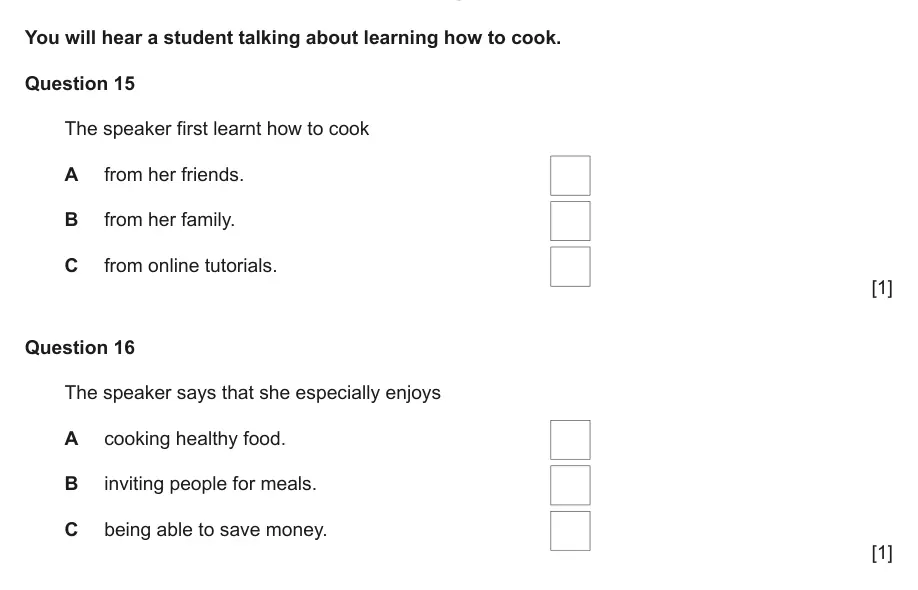 You will hear a student talking about learning how to cook.
Question 15
The speaker first learnt how to cook
A from her friends.
B from her family.
C from online tutorials.
[1]
Question 16
The speaker says that she especially enjoys
A cooking healthy food.
B inviting people for meals.
C being able to save money.
[1]